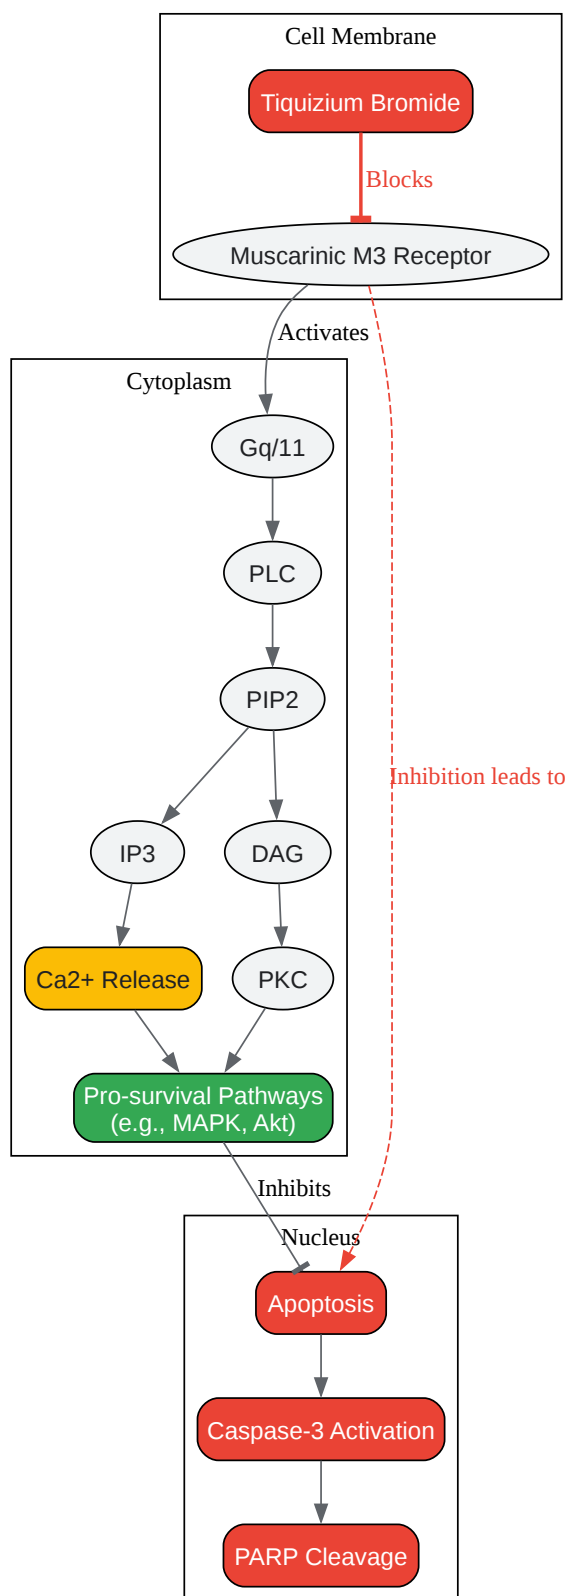 Cell Membrane
Tiquizium Bromide
Blocks
Muscarinic M3 Receptor
Activates
Cytoplasm
Gq/11
PLC
PIP2
Inhibition leads to
IP3
DAG
Ca2+ Release
PKC
Pro-survival Pathways
(e.g., MAPK, Akt)
Inhibits
Nucleus
Apoptosis
Caspase-3 Activation
PARP Cleavage